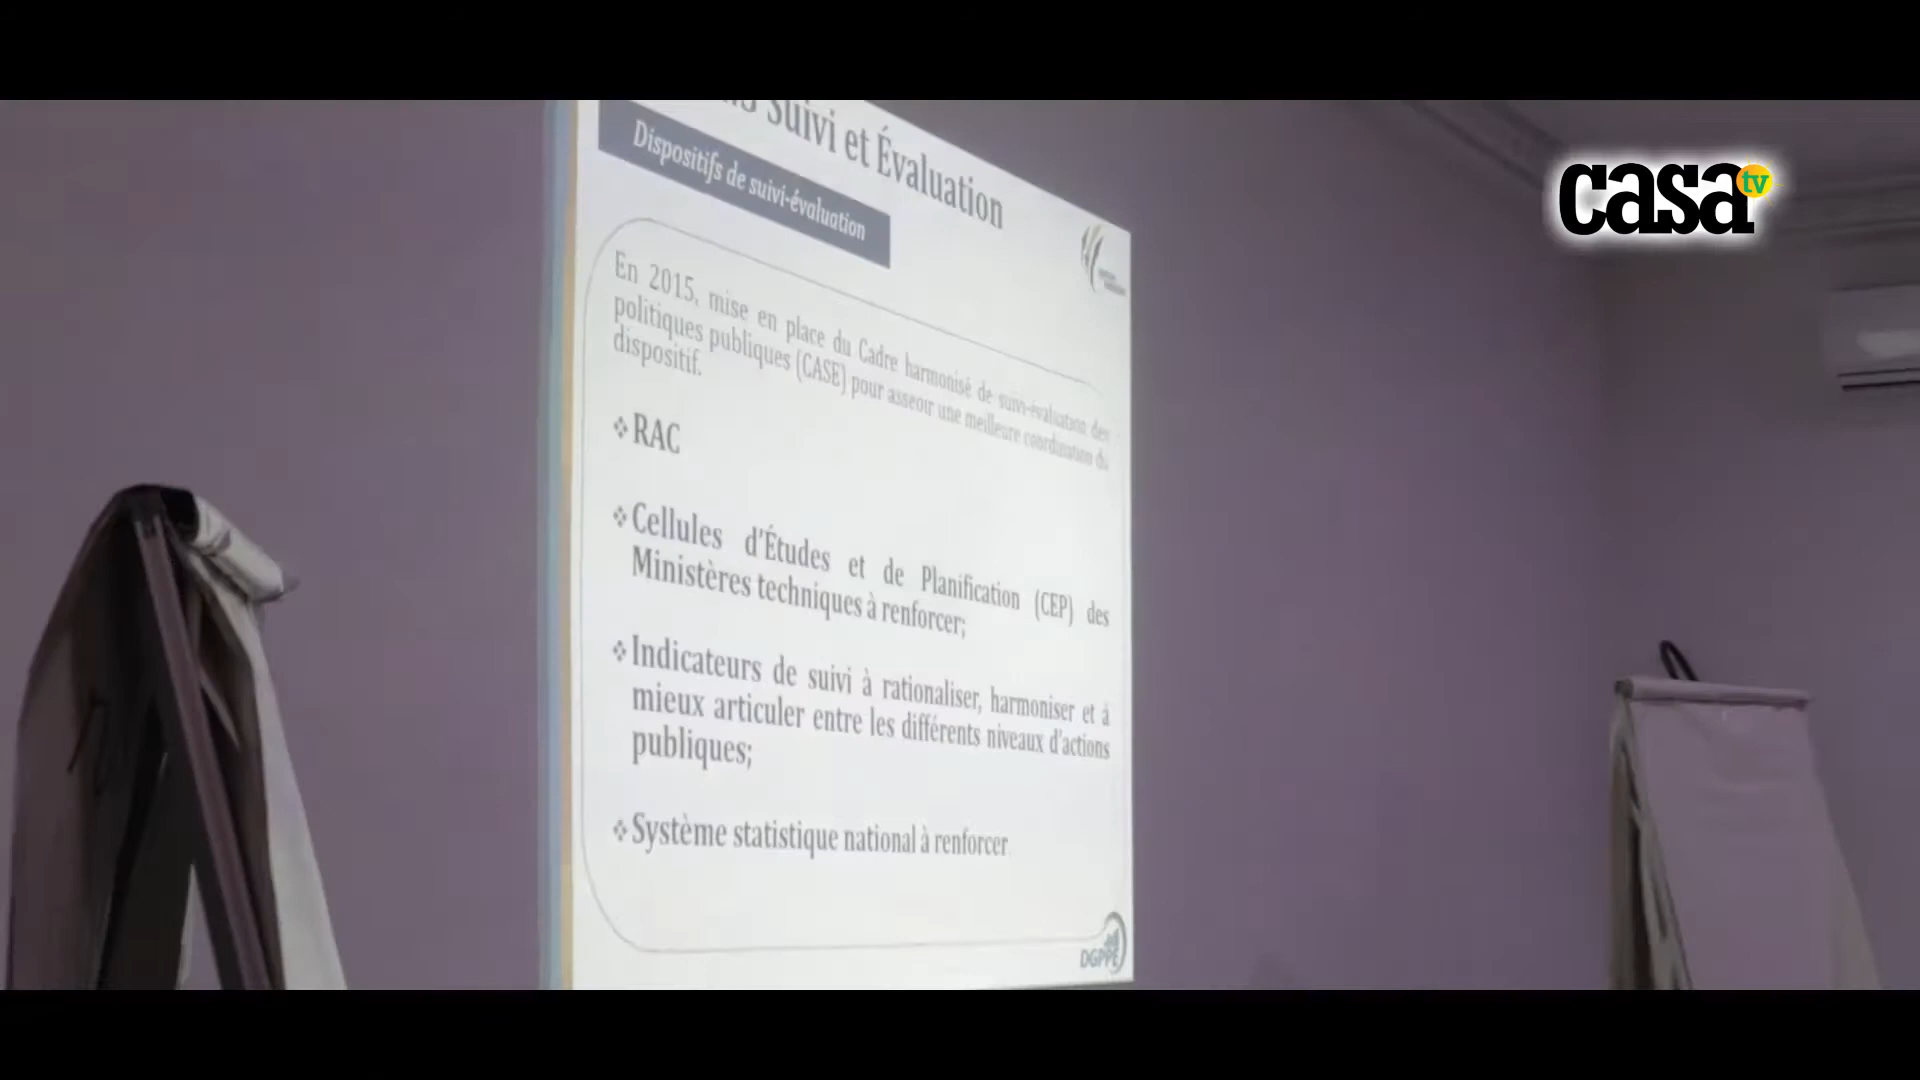 Suivi et Évaluation
Dispositifs de suivi-évaluation
En 2015, mise en place du Cadre harmonisé de suivi-évaluation des
politiques publiques (CASE) pour asseoir une meilleure coordination du
dispositif.
❖ RAC
❖ Cellules d'Études et de Planification (CEP) des
Ministères techniques à renforcer;
❖ Indicateurs de suivi à rationaliser, harmoniser et à
mieux articuler entre les différents niveaux d'actions
publiques;
❖ Système statistique national à renforcer
DGPPE
casa tv